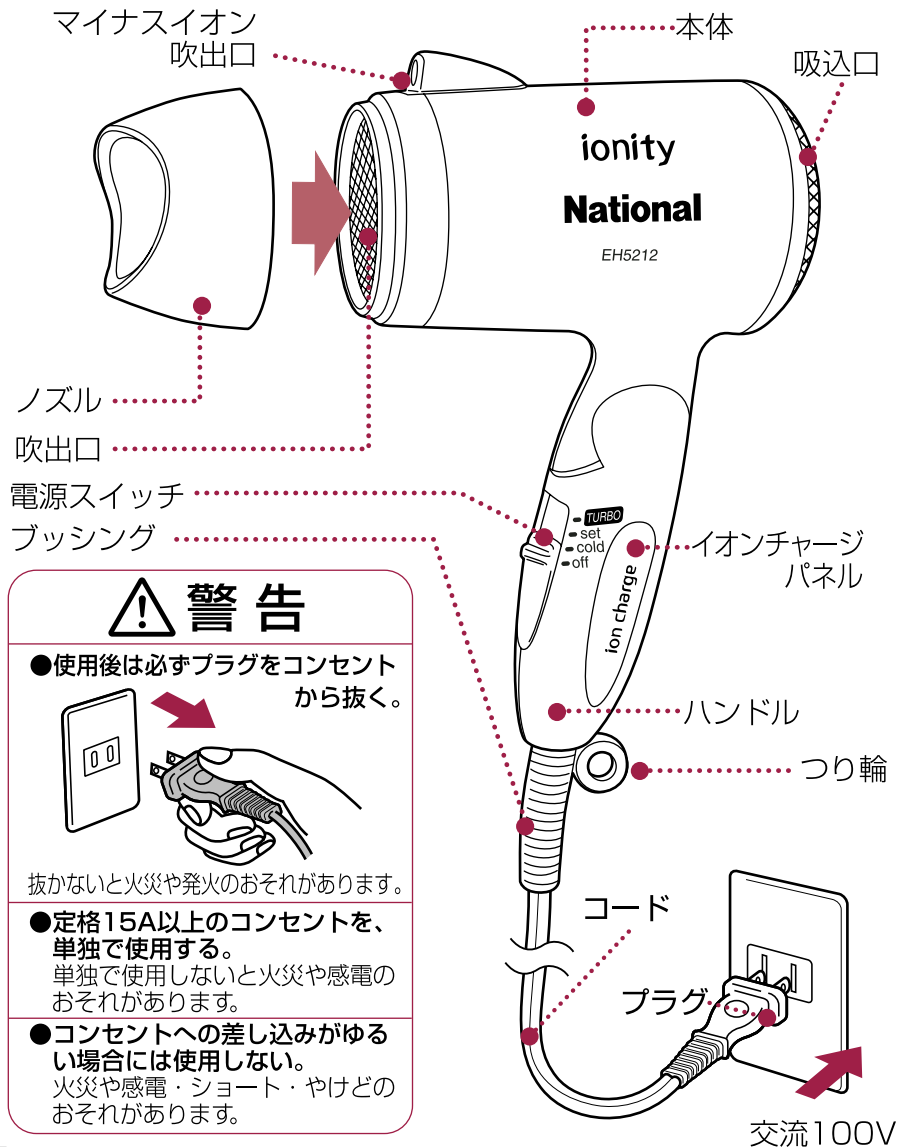 マイナスイオン
吹出口
本体
吸込口
ionity
National
EH5212
ノズル
吹出口
電源スイッチ
ブッシング
TURBO
set
cold
off
イオンチャージ
パネル
ion charge
ハンドル
つり輪
警告
●使用後は必ずプラグをコンセント
から抜く。
抜かないと火災や発火のおそれがあります。
●定格15A以上のコンセントを、
単独で使用する。
単独で使用しないと火災や感電の
おそれがあります。
●コンセントへの差し込みがゆる
い場合には使用しない。
火災や感電・ショート・やけどの
おそれがあります。
コード
プラグ
交流100V